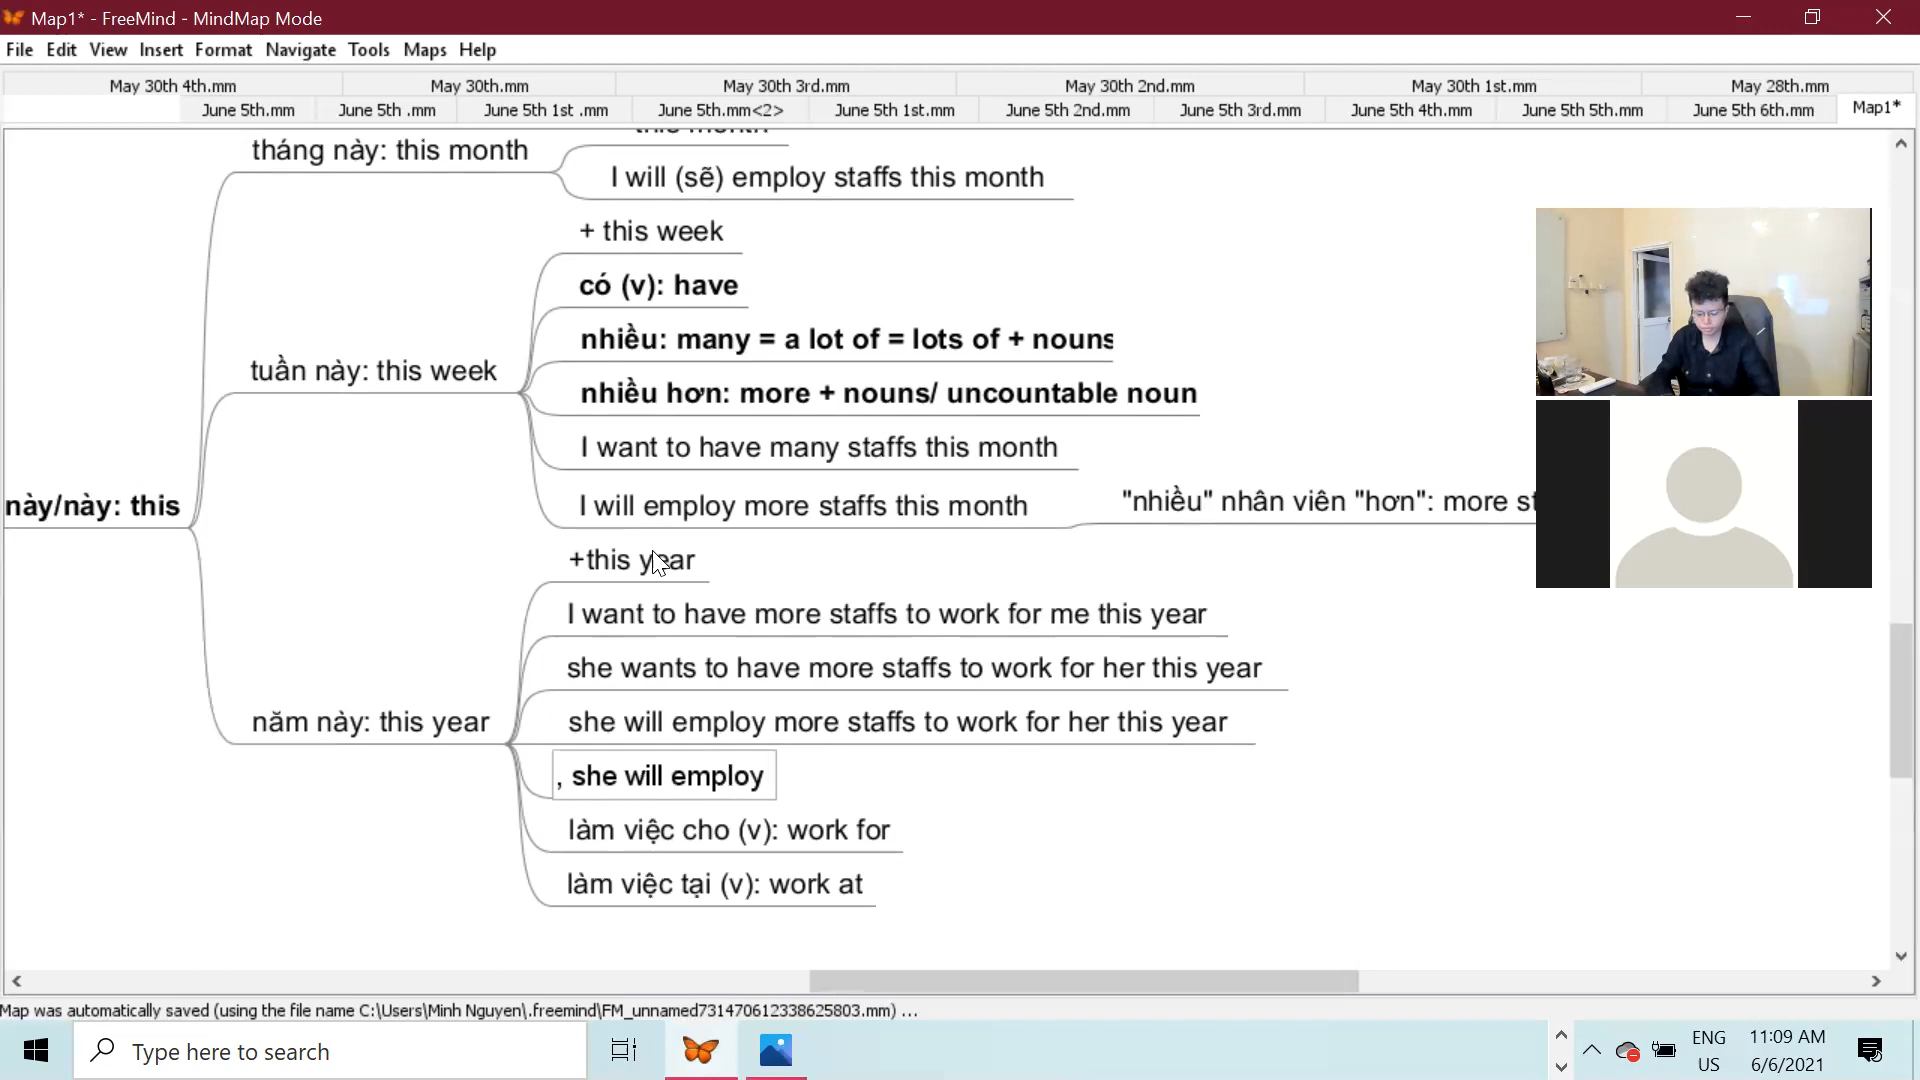 Map1* - FreeMind - MindMap Mode
File Edit View Insert Format Navigate Tools Maps Help
May 30th 4th.mm May 30th.mm May 30th 3rd.mm May 30th 2nd.mm May 30th 1st.mm May 28th.mm
June 5th.mm June 5th .mm June 5th 1st .mm June 5th.mm<2> June 5th 1st.mm June 5th 2nd.mm June 5th 3rd.mm June 5th 4th.mm June 5th 5th.mm June 5th 6th.mm Map1*
this month
tháng này: this month
I will (sẽ) employ staffs this month
+ this week
có (v): have
nhiều: many = a lot of = lots of + nouns
nhiều hơn: more + nouns/ uncountable noun
tuần này: this week
I want to have many staffs this month
I will employ more staffs this month
"nhiều" nhân viên "hơn": more st
này/này: this
+this year
I want to have more staffs to work for me this year
she wants to have more staffs to work for her this year
she will employ more staffs to work for her this year
năm này: this year
, she will employ
làm việc cho (v): work for
làm việc tại (v): work at
Map was automatically saved (using the file name C:\Users\Minh Nguyen\.freemind\FM_unnamed731470612338625803.mm) ...
Type here to search
ENG
US
11:09 AM
6/6/2021